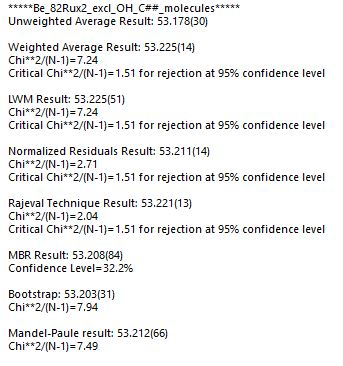 *****Be_82Rux2_excl_OH_C##_molecules*****
Unweighted Average Result: 53.178(30)
Weighted Average Result: 53.225(14)
Chi**2/(N-1)=7.24
Critical Chi**2/(N-1)=1.51 for rejection at 95% confidence level
LWM Result: 53.225(51)
Chi**2/(N-1)=7.24
Critical Chi**2/(N-1)=1.51 for rejection at 95% confidence level
Normalized Residuals Result: 53.211(14)
Chi**2/(N-1)=2.71
Critical Chi**2/(N-1)=1.51 for rejection at 95% confidence level
Rajeval Technique Result: 53.221(13)
Chi**2/(N-1)=2.04
Critical Chi**2/(N-1)=1.51 for rejection at 95% confidence level
MBR Result: 53.208(84)
Confidence Level=32.2%
Bootstrap: 53.203(31)
Chi**2/(N-1)=7.94
Mandel-Paule result: 53.212(66)
Chi**2/(N-1)=7.49